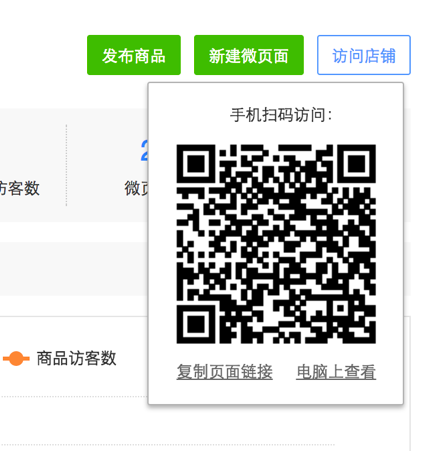 发布商品
新建微页面
访问店铺
手机扫码访问:
访客数
微页
复制页面链接
电脑上查看
商品访客数